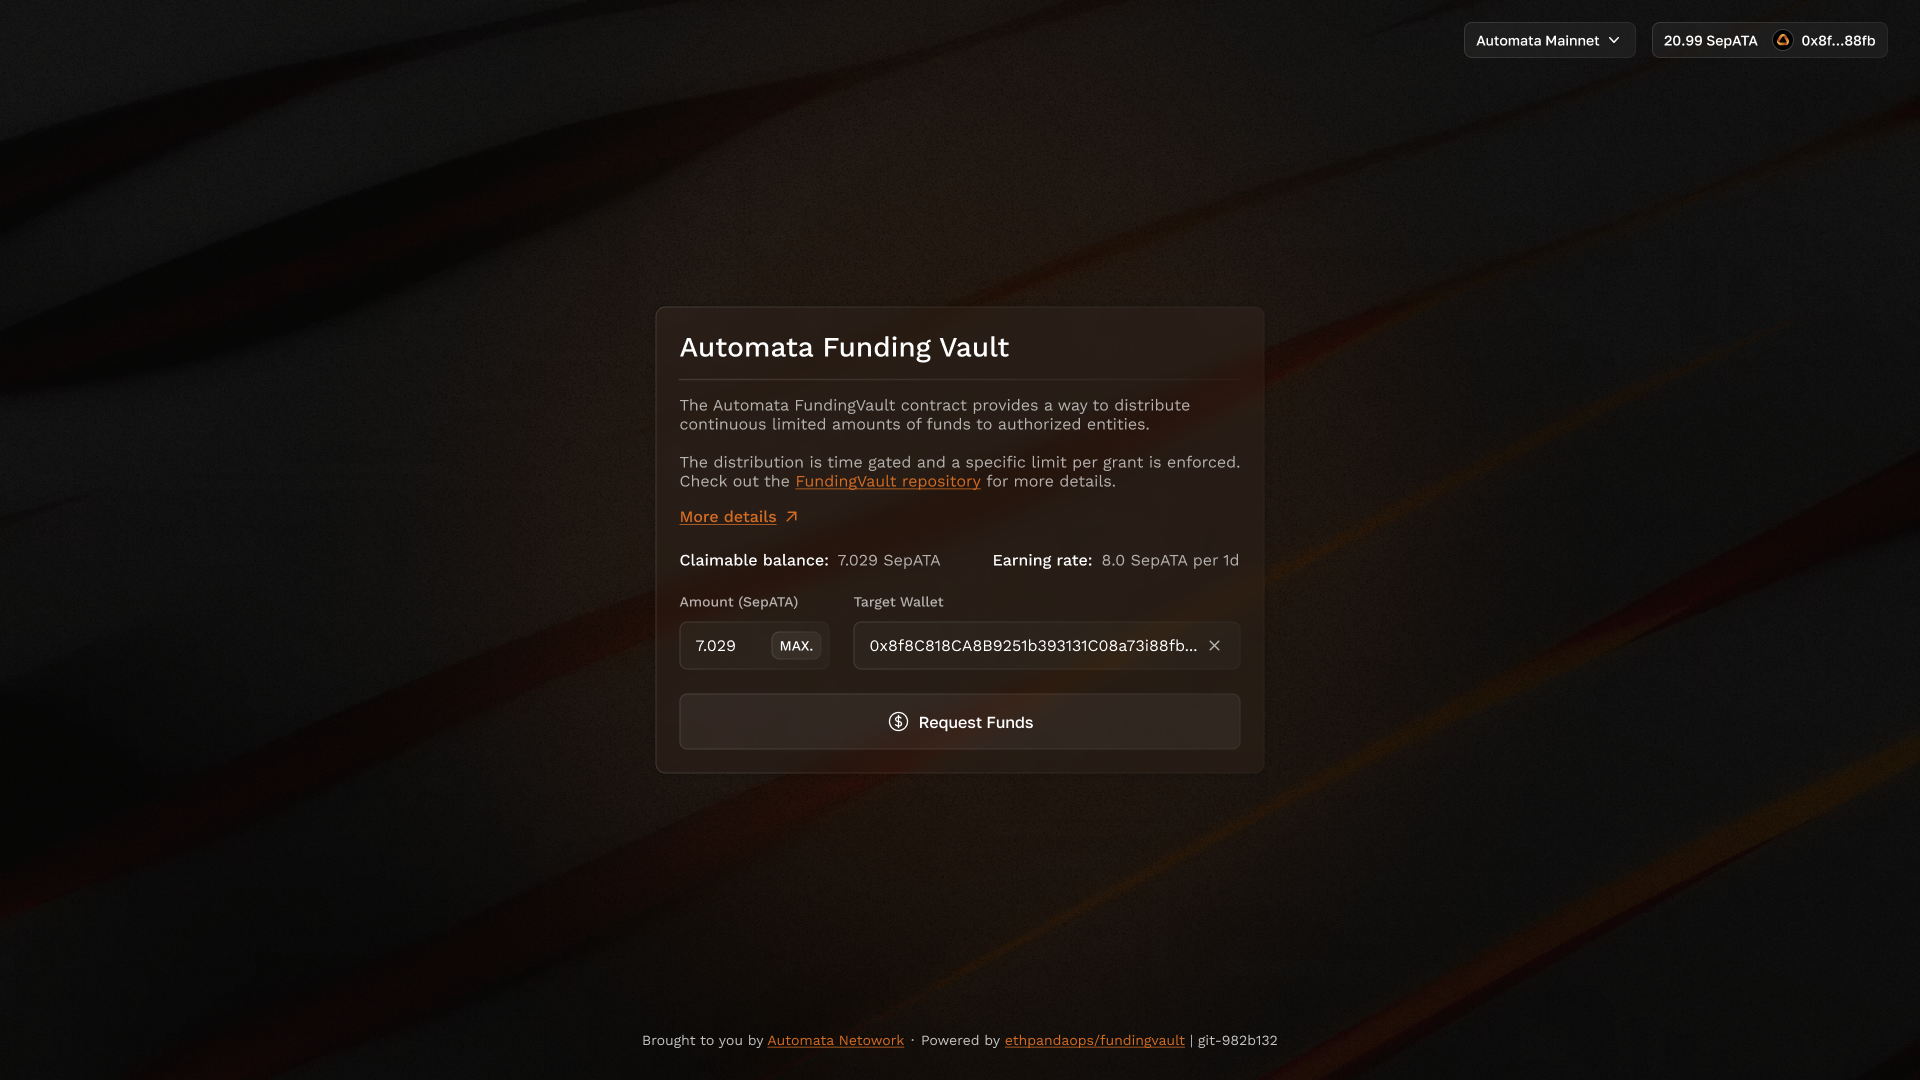 Automata Mainnet
20.99 SepATA 0x8f...88fb
Automata Funding Vault
The Automata FundingVault contract provides a way to distribute
continuous limited amounts of funds to authorized entities.
The distribution is time gated and a specific limit per grant is enforced.
Check out the FundingVault repository for more details.
More details
Claimable balance: 7.029 SepATA Earning rate: 8.0 SepATA per 1d
Amount (SepATA) Target Wallet
7.029 MAX. 0x8f8C818CA8B9251b393131C08a73i88fb...
Request Funds
Brought to you by Automata Netowork · Powered by ethpandaops/fundingvault | git-982b132